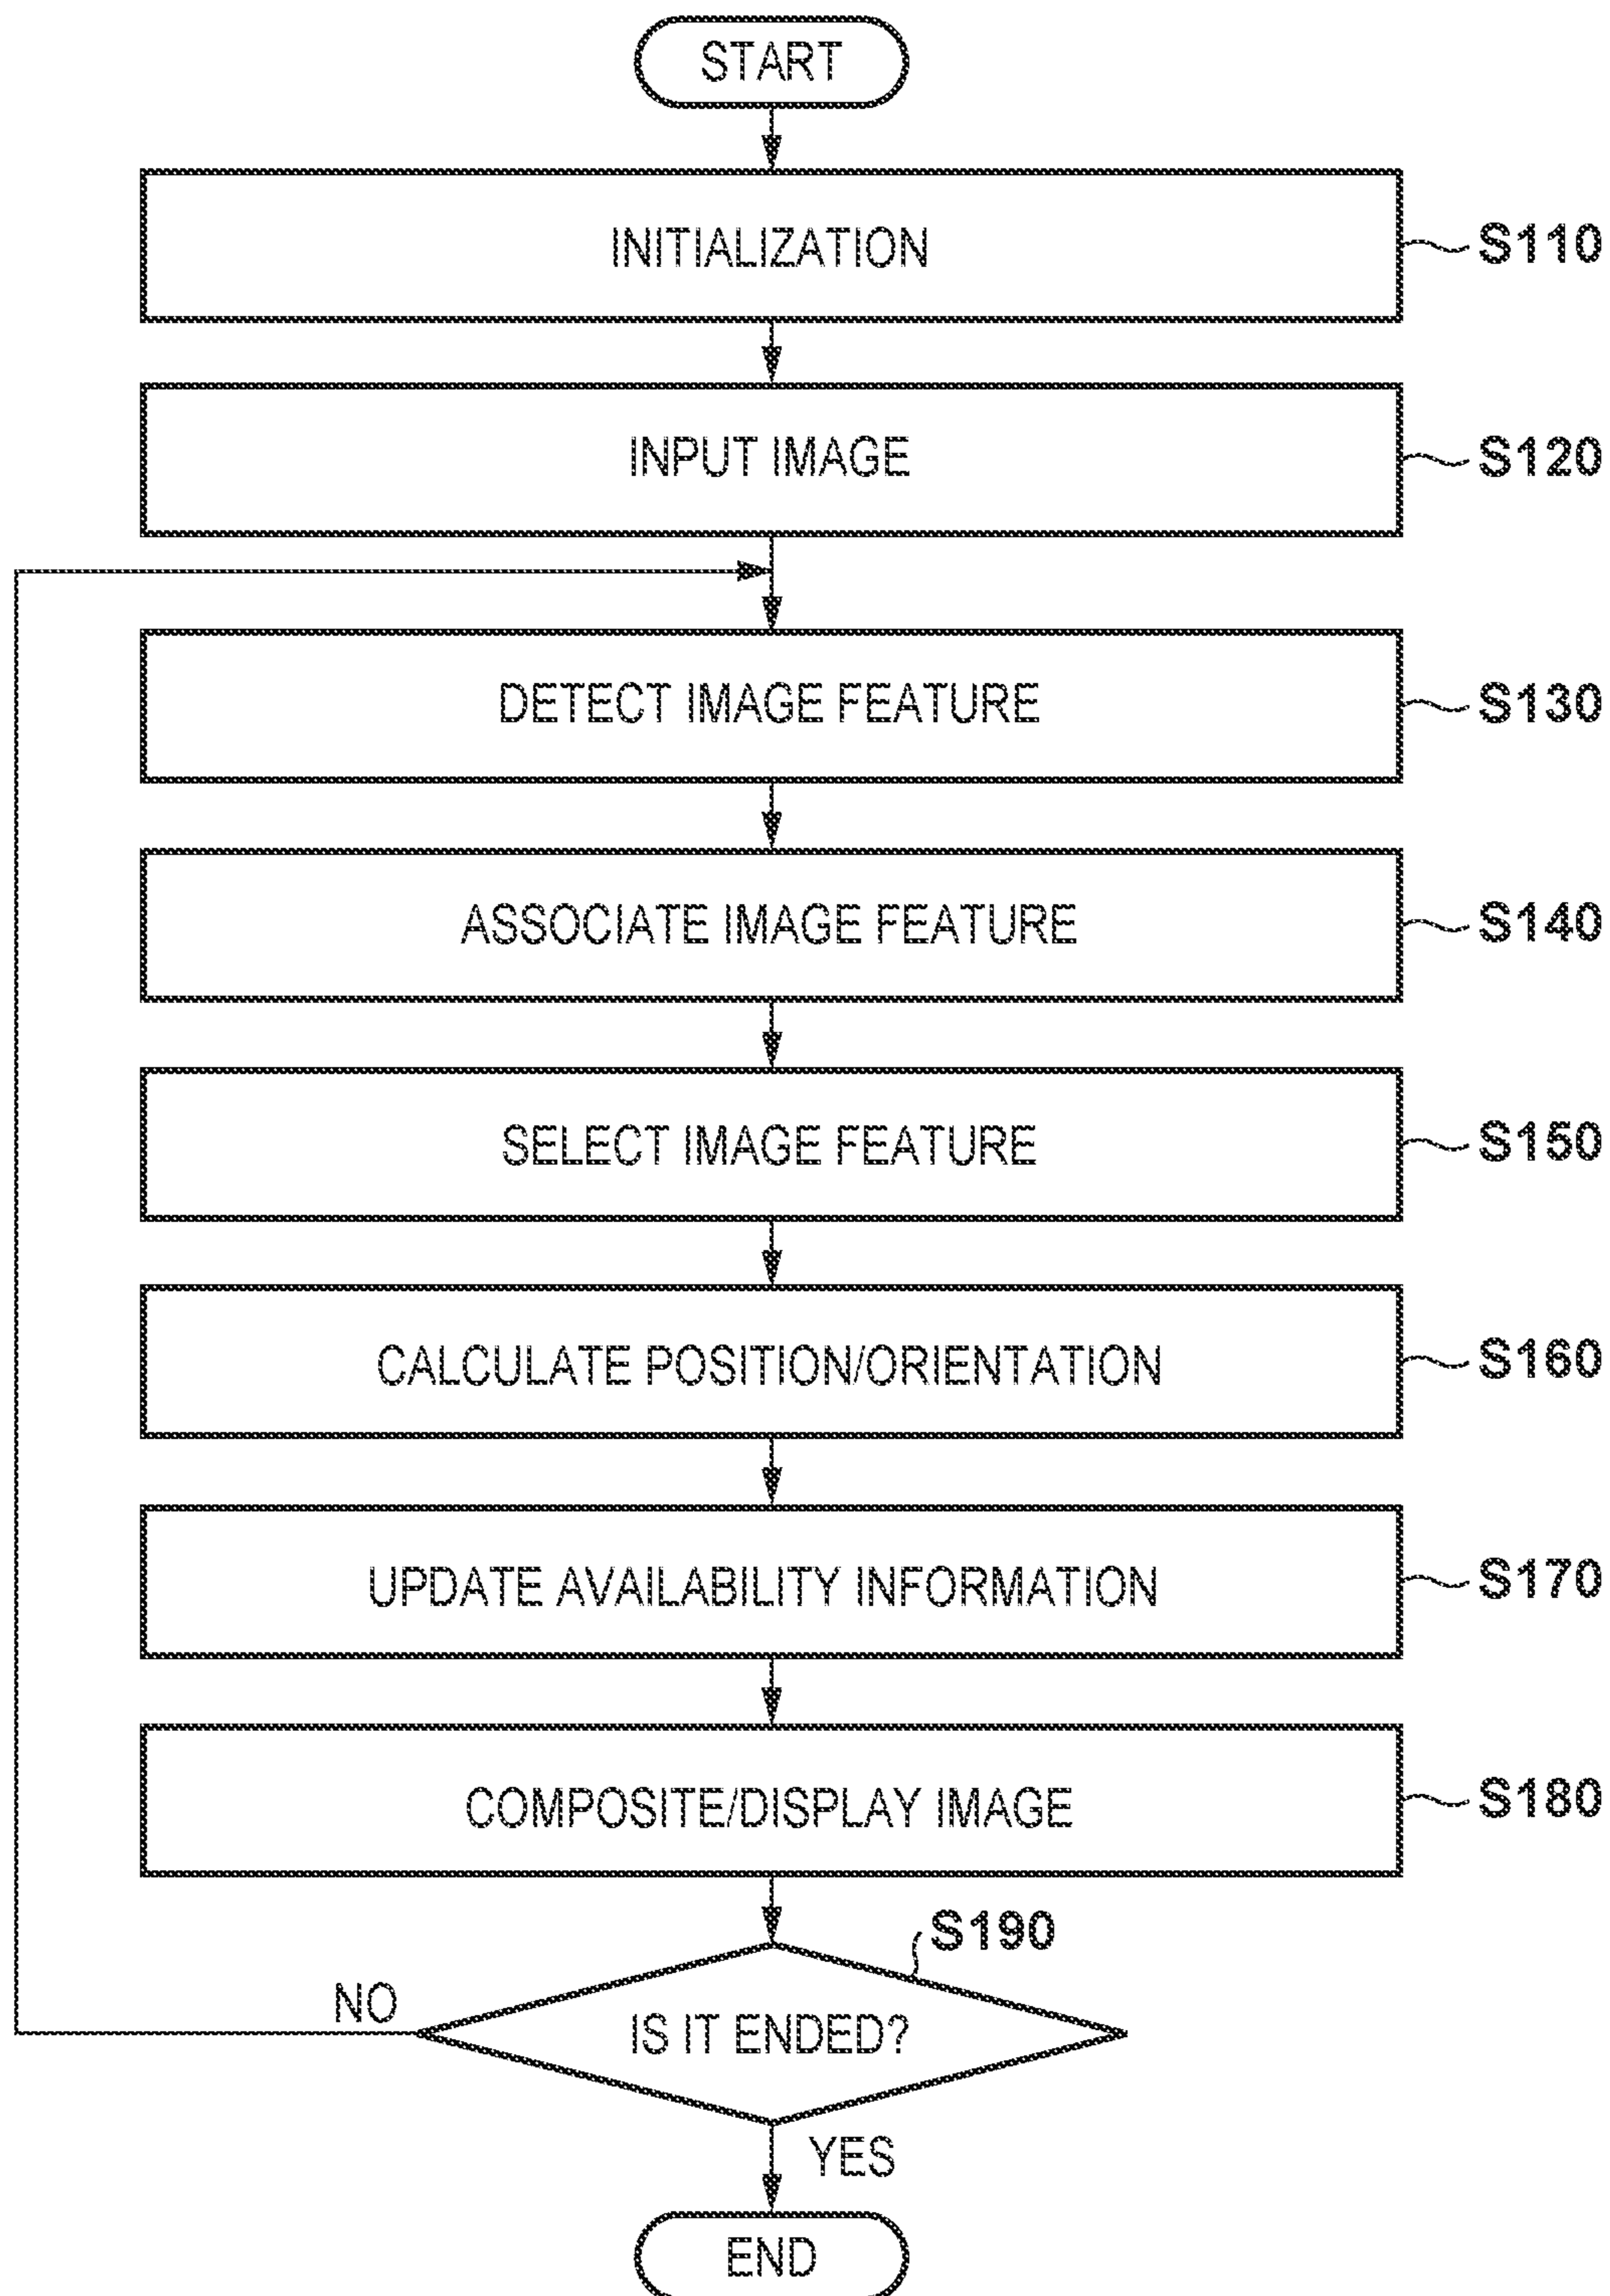 START
INITIALIZATION
S110
INPUT IMAGE
S120
DETECT IMAGE FEATURE
S130
ASSOCIATE IMAGE FEATURE
S140
SELECT IMAGE FEATURE
S150
CALCULATE POSITION/ORIENTATION
S160
UPDATE AVAILABILITY INFORMATION
S170
COMPOSITE/DISPLAY IMAGE
S180
S190
NO
IS IT ENDED?
YES
END